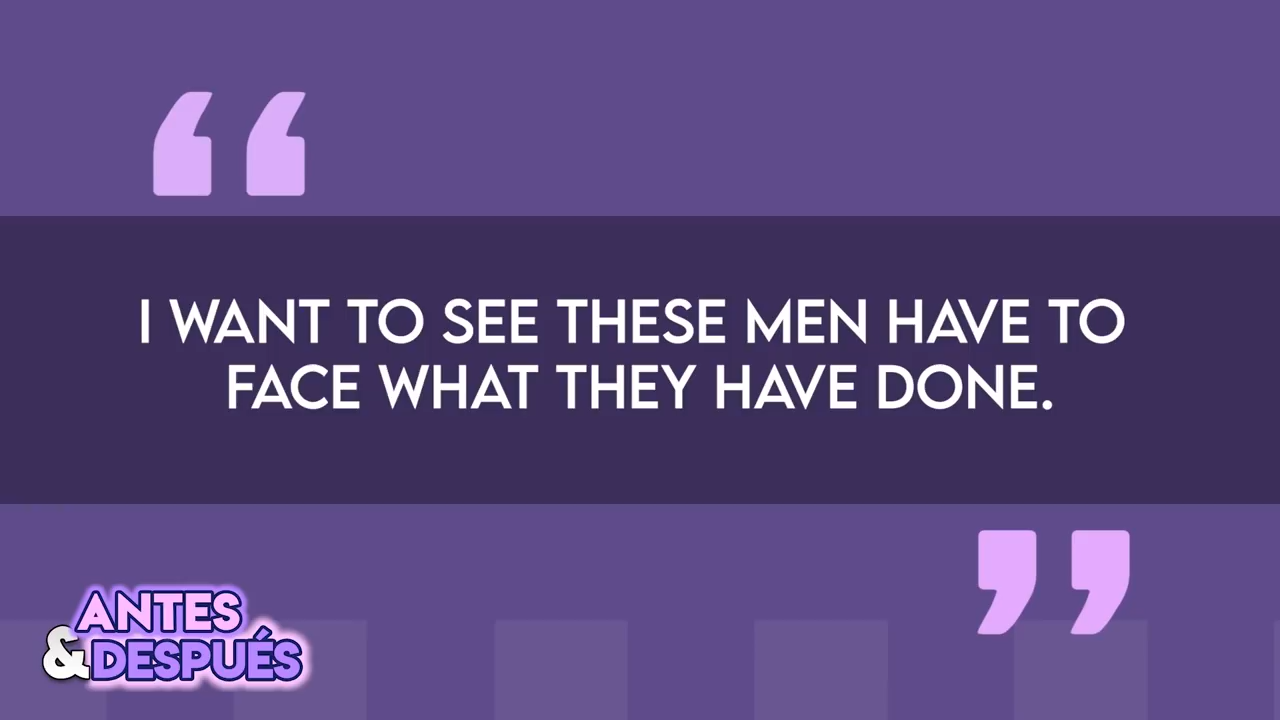 “
I WANT TO SEE THESE MEN HAVE TO
FACE WHAT THEY HAVE DONE.
”
ANTES
&DESPUÉS